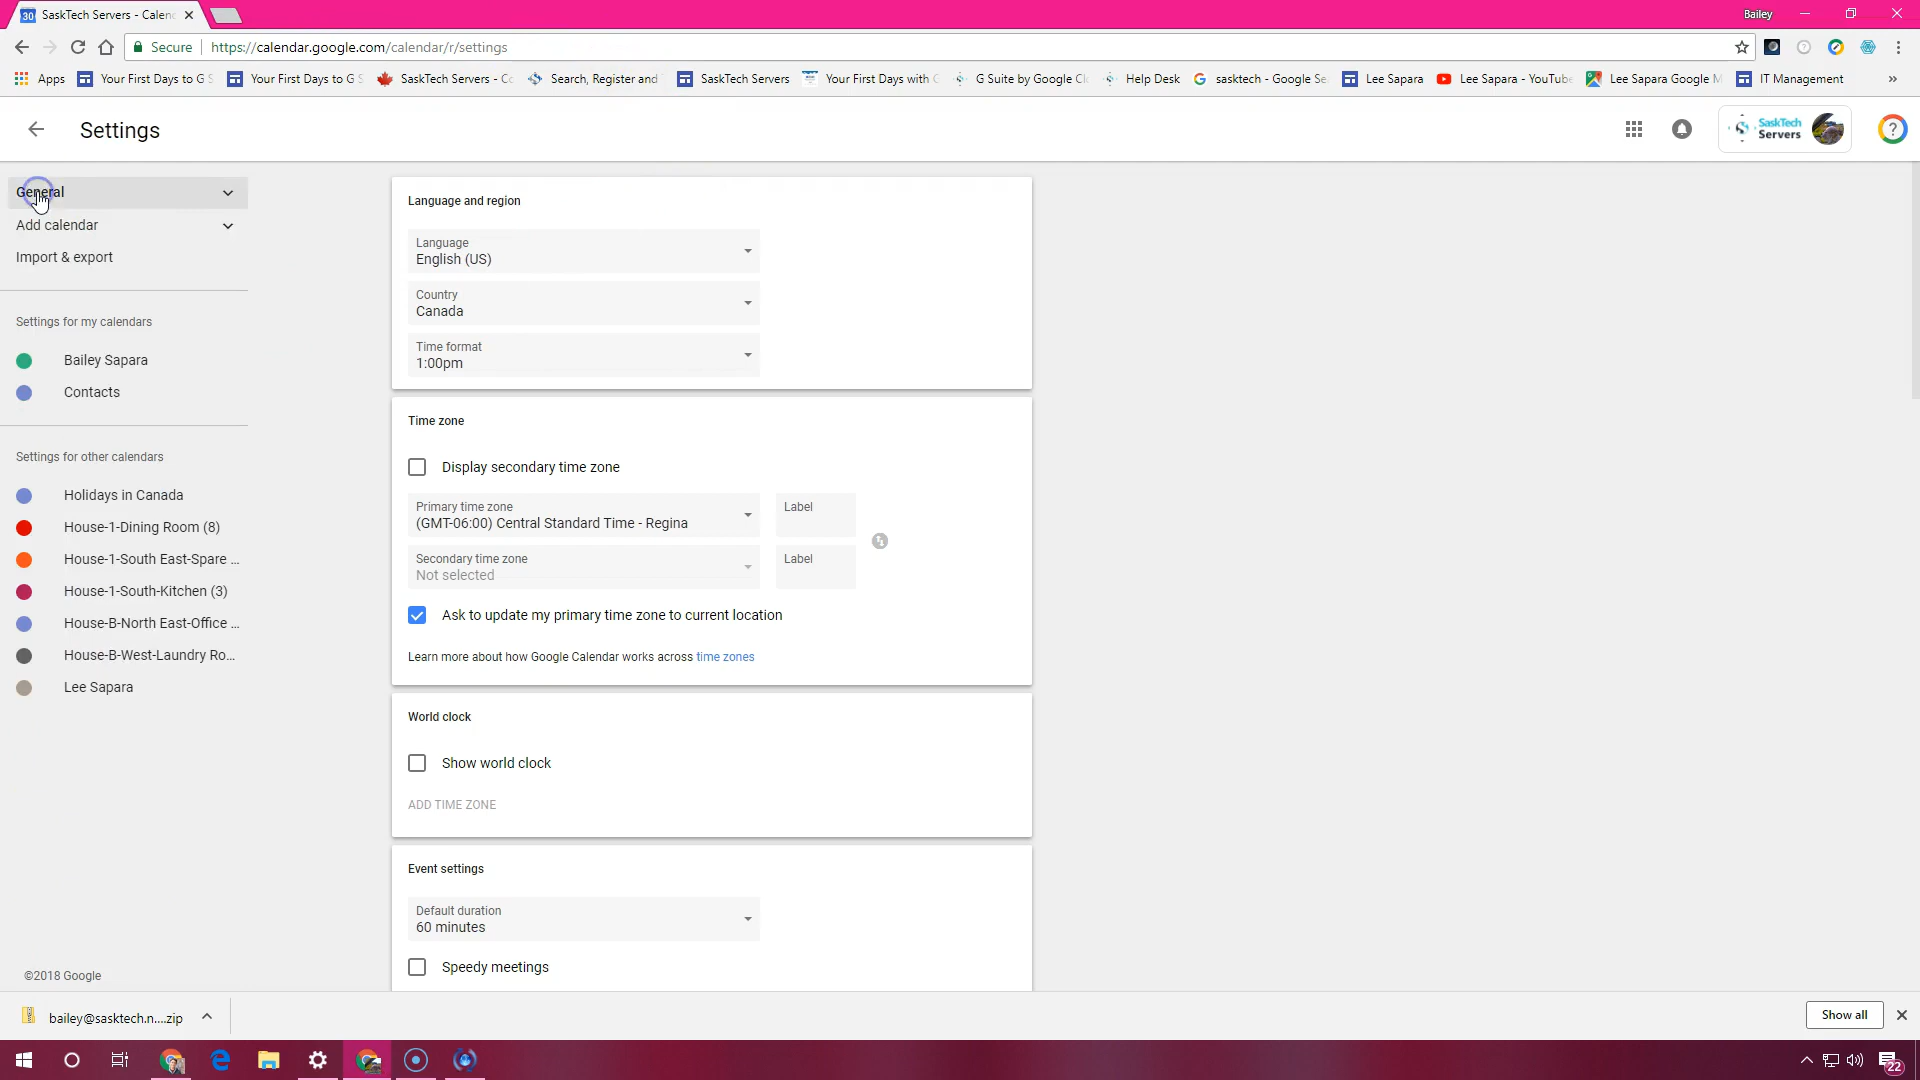 30
SaskTech Servers - Calen
Bailey
Secure
https://calendar.google.com/calendar/r/settings
Apps
Your First Days to G S
Your First Days to G S
SaskTech Servers - Co
Search, Register and
SaskTech Servers
Your First Days with G
G Suite by Google Cl
Help Desk
sasktech - Google Se
Lee Sapara
Lee Sapara - YouTube
Lee Sapara Google M
IT Management
»
Settings
SaskTech
Servers
?
General
Add calendar
Import & export
Settings for my calendars
Bailey Sapara
Contacts
Settings for other calendars
Holidays in Canada
House-1-Dining Room (8)
House-1-South East-Spare ...
House-1-South-Kitchen (3)
House-B-North East-Office ...
House-B-West-Laundry Ro...
Lee Sapara
©2018 Google
Language and region
Language
English (US)
Country
Canada
Time format
1:00pm
Time zone
Display secondary time zone
Primary time zone
(GMT-06:00) Central Standard Time - Regina
Label
Secondary time zone
Not selected
Label
Ask to update my primary time zone to current location
Learn more about how Google Calendar works across time zones
World clock
Show world clock
ADD TIME ZONE
Event settings
Default duration
60 minutes
Speedy meetings
bailey@sasktech.n....zip
Show all
22